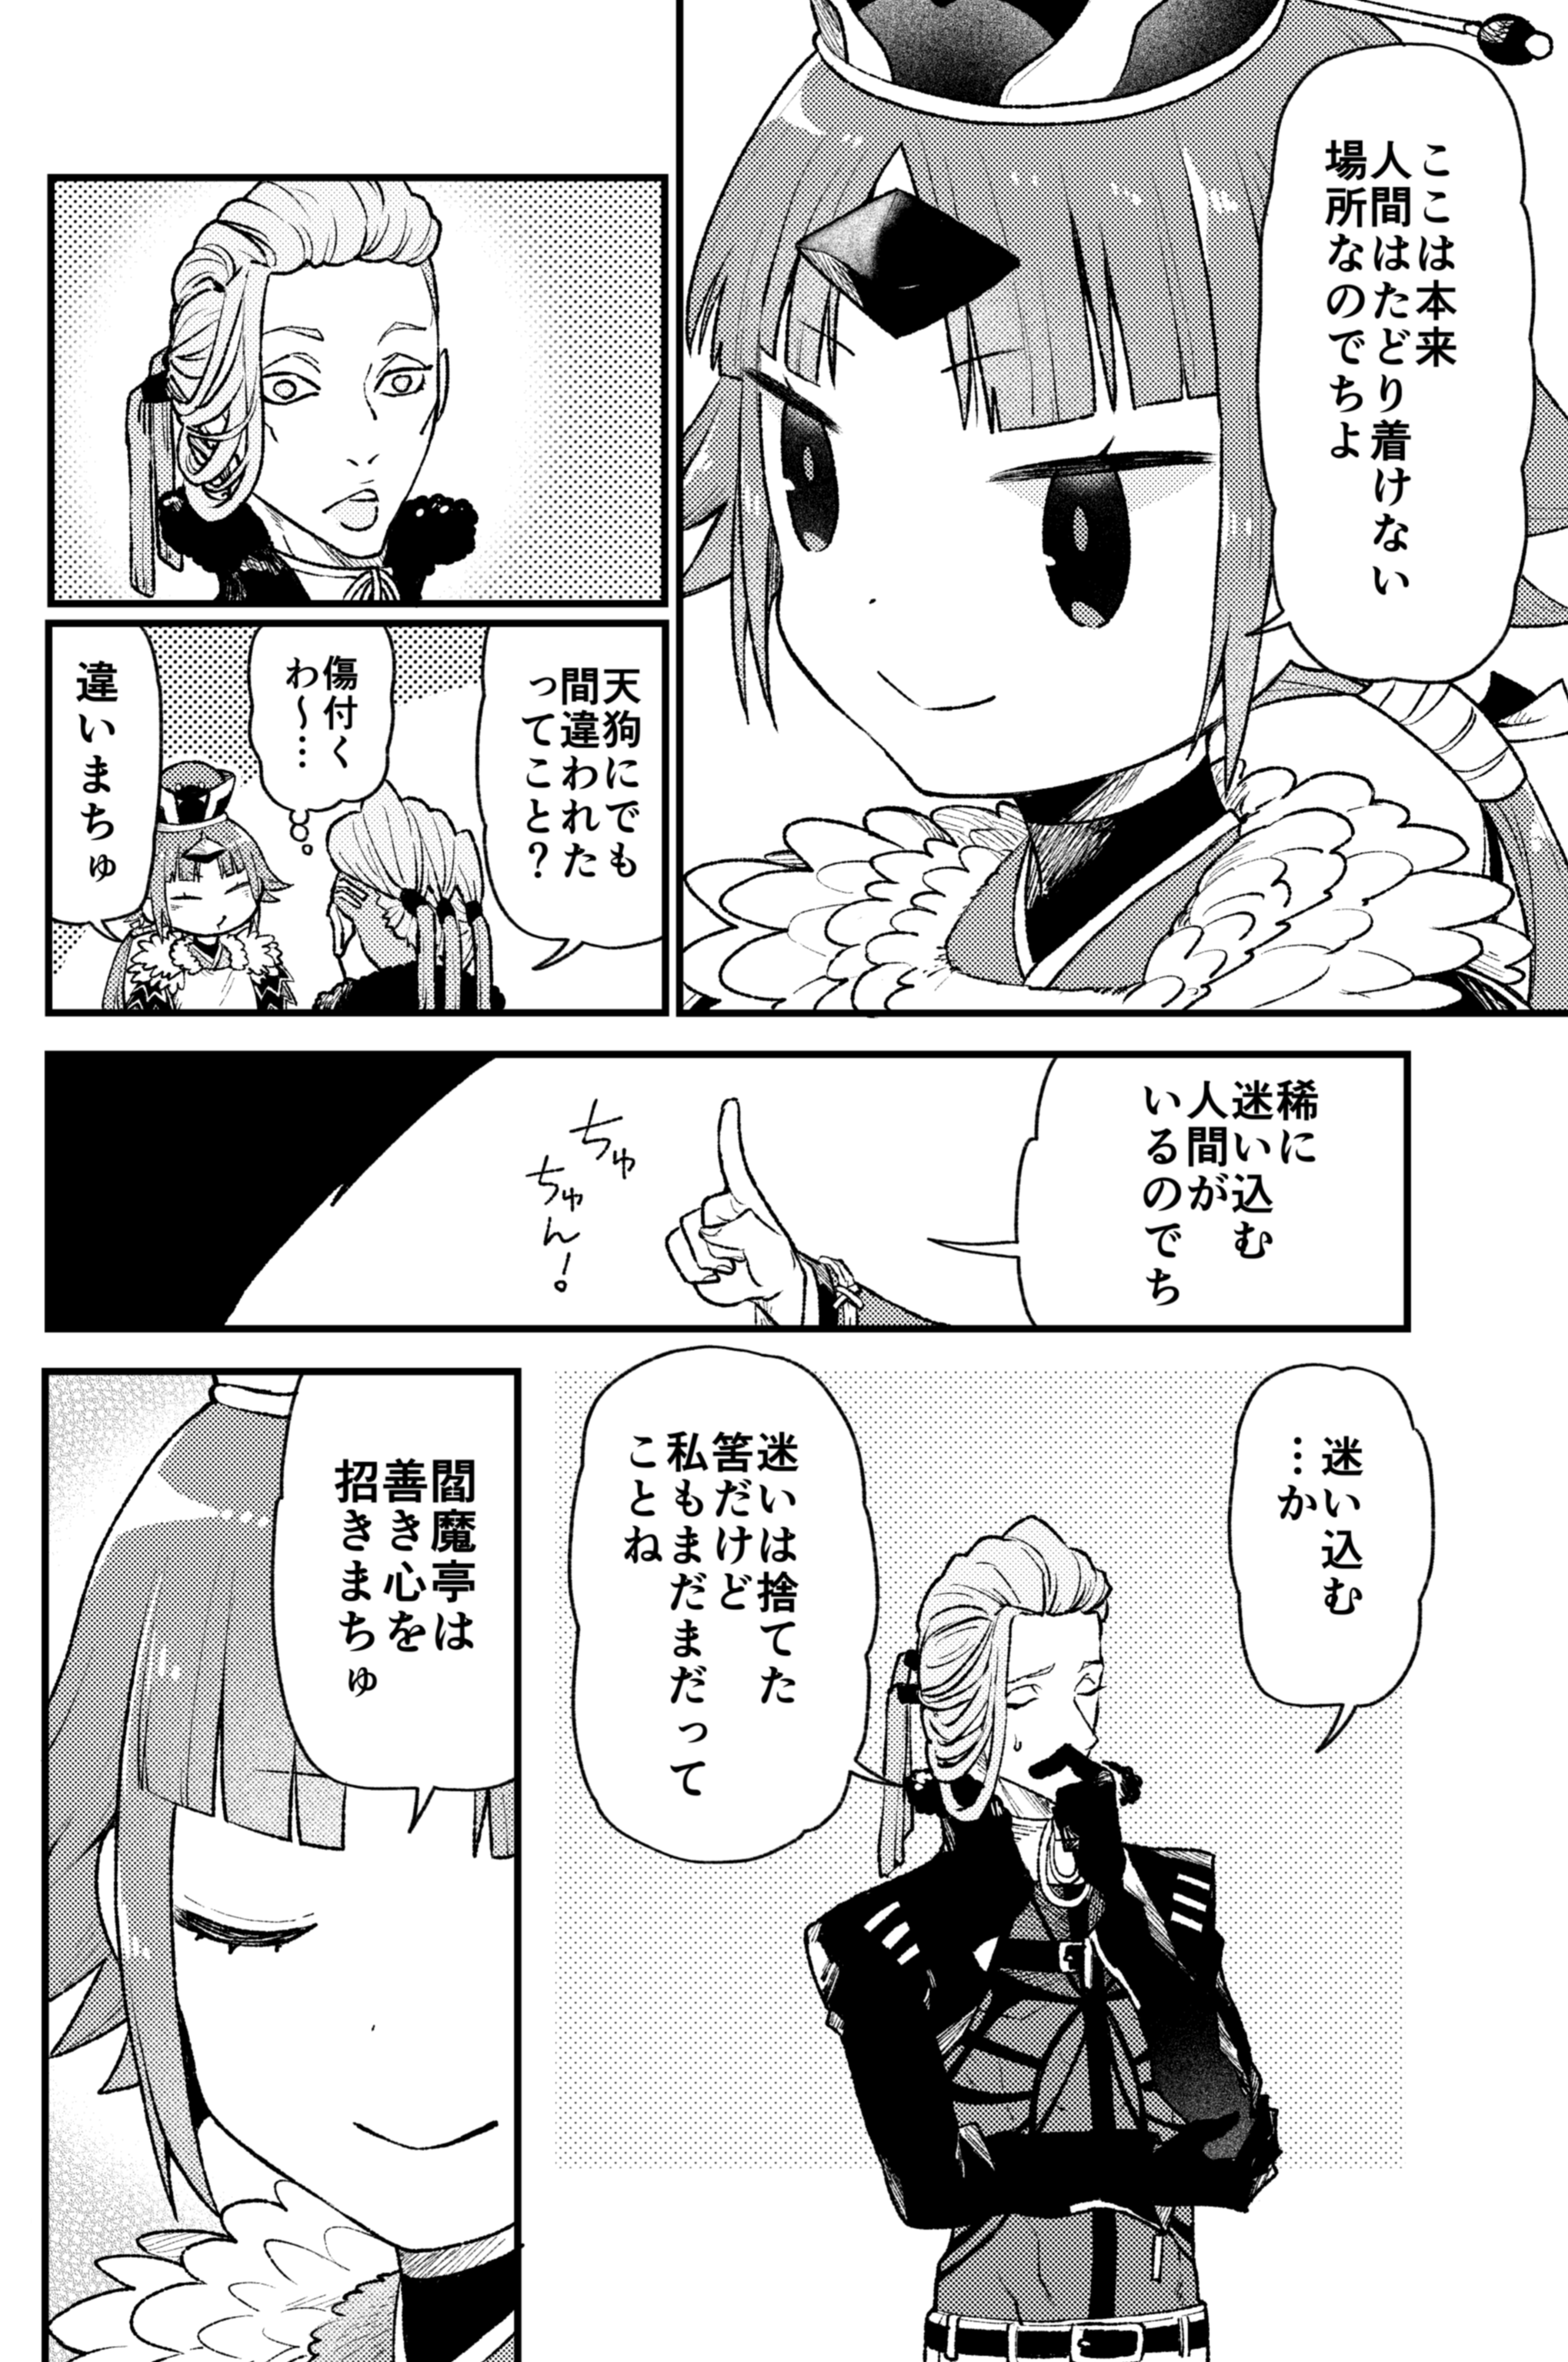 ここは本来
人間はたどり着けない
場所なのでちよ
天狗にでも
間違われた
ってこと？
傷付く
わ〜…
違いまちゅ
稀に
迷い込む
人間が
いるのでち
ちゅ
ちゅん！
迷い込む
…か
迷いは捨てた
筈だけど
私もまだまだって
ことね
閻魔亭は
善き心を
招きまちゅ